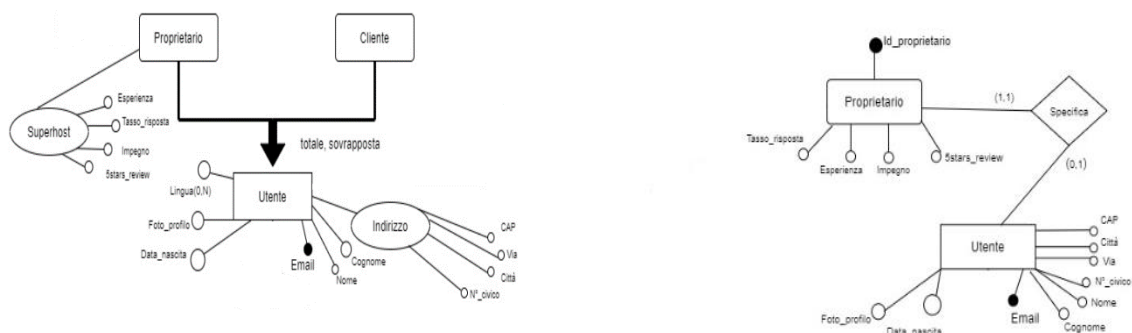 Proprietario
Cliente
Superhost
Esperienza
Tasso_risposta
Impegno
5stars_review
totale, sovrapposta
Lingua(0,N)
Utente
Foto_profilo
Data_nascita
Email
Nome
Cognome
Indirizzo
CAP
Via
Città
N°_civico
Id_proprietario
Proprietario
(1,1)
Specifica
Tasso_risposta
Esperienza
Impegno
5stars_review
(0,1)
Utente
CAP
Città
Via
N°_civico
Nome
Cognome
Email
Foto_profilo
Data_nascita